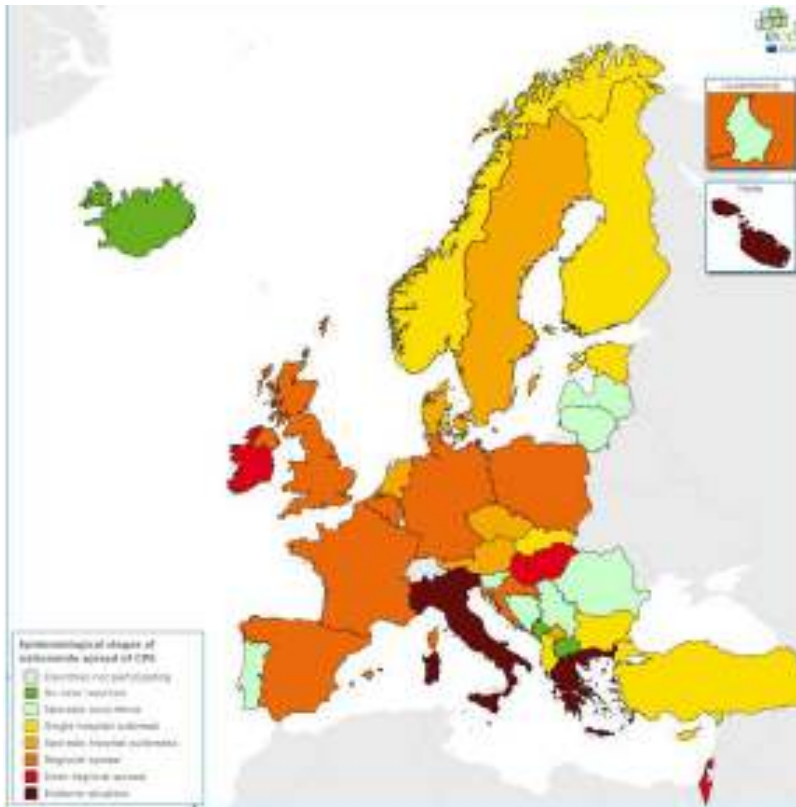 Luxembourg
Malta
Epidemiological stages of
nationwide spread of CPE
Countries not participating
No case reported
Sporadic occurrence
Single hospital outbreak
Sporadic hospital outbreaks
Regional spread
Inter-regional spread
Endemic situation